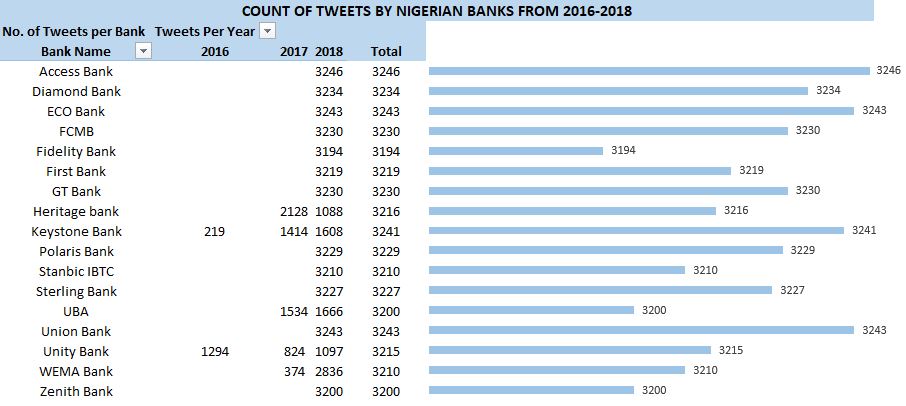 COUNT OF TWEETS BY NIGERIAN BANKS FROM 2016-2018
No. of Tweets per Bank Tweets Per Year
Bank Name 2016 2017 2018 Total
Access Bank 3246 3246 3246
Diamond Bank 3234 3234 3234
ECO Bank 3243 3243 3243
FCMB 3230 3230 3230
Fidelity Bank 3194 3194 3194
First Bank 3219 3219 3219
GT Bank 3230 3230 3230
Heritage bank 2128 1088 3216 3216
Keystone Bank 219 1414 1608 3241 3241
Polaris Bank 3229 3229 3229
Stanbic IBTC 3210 3210 3210
Sterling Bank 3227 3227 3227
UBA 1534 1666 3200 3200
Union Bank 3243 3243 3243
Unity Bank 1294 824 1097 3215 3215
WEMA Bank 374 2836 3210 3210
Zenith Bank 3200 3200 3200